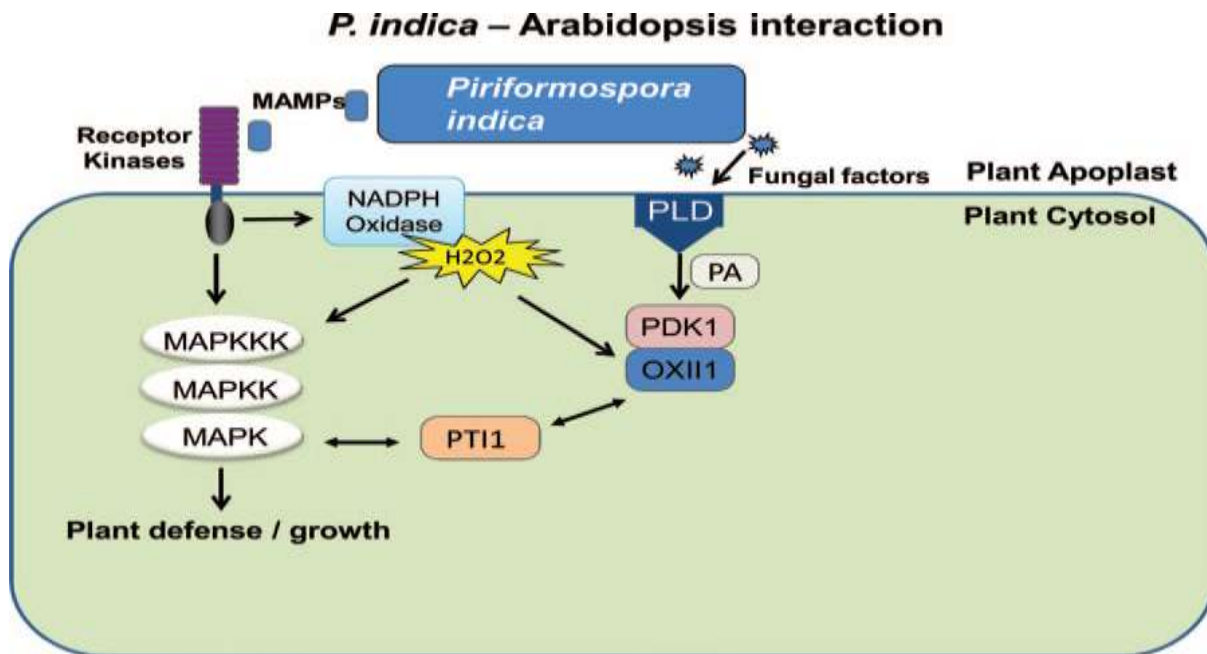 P. indica – Arabidopsis interaction
MAMPs
Piriformospora
indica
Receptor
Kinases
Fungal factors
Plant Apoplast
Plant Cytosol
NADPH
Oxidase
H2O2
PLD
PA
PDK1
OXII1
MAPKKK
MAPKK
MAPK
PTI1
Plant defense / growth